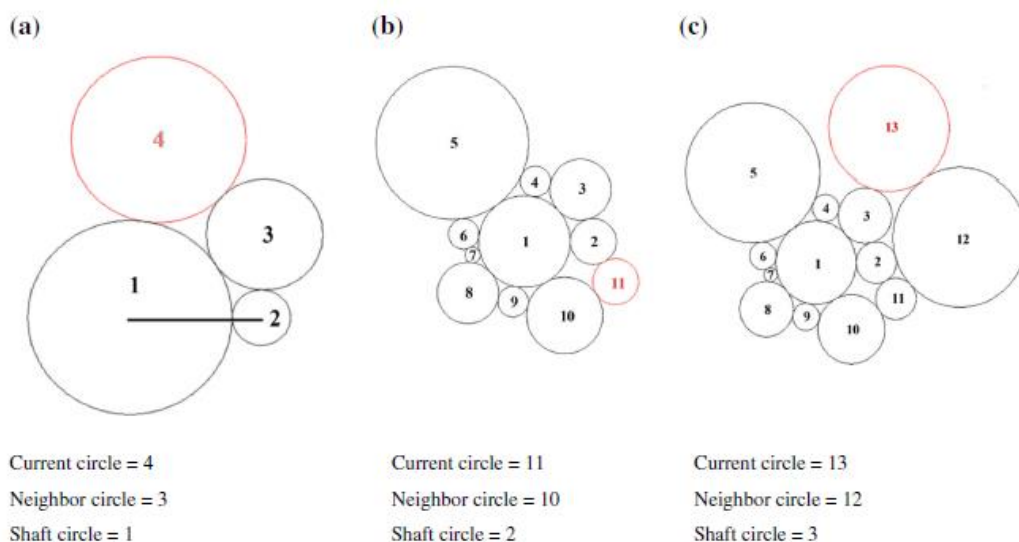 (a)
(b)
(c)
4
1
3
2
5
4
3
6
1
2
7
11
8
9
10
13
5
4
3
12
6
1
2
7
11
8
9
10
Current circle = 4
Neighbor circle = 3
Shaft circle = 1
Current circle = 11
Neighbor circle = 10
Shaft circle = 2
Current circle = 13
Neighbor circle = 12
Shaft circle = 3